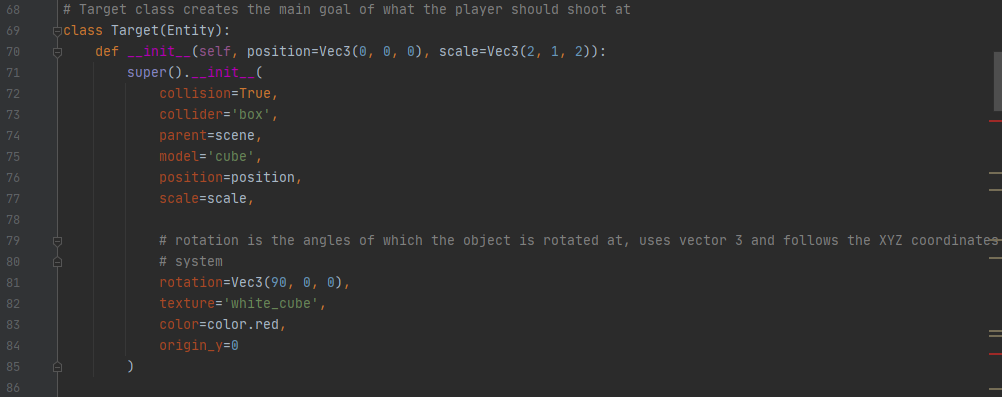 68 # Target class creates the main goal of what the player should shoot at
69 class Target(Entity):
70     def __init__(self, position=Vec3(0, 0, 0), scale=Vec3(2, 1, 2)):
71         super().__init__(
72             collision=True,
73             collider='box',
74             parent=scene,
75             model='cube',
76             position=position,
77             scale=scale,
78
79             # rotation is the angles of which the object is rotated at, uses vector 3 and follows the XYZ coordinates
80             # system
81             rotation=Vec3(90, 0, 0),
82             texture='white_cube',
83             color=color.red,
84             origin_y=0
85         )
86